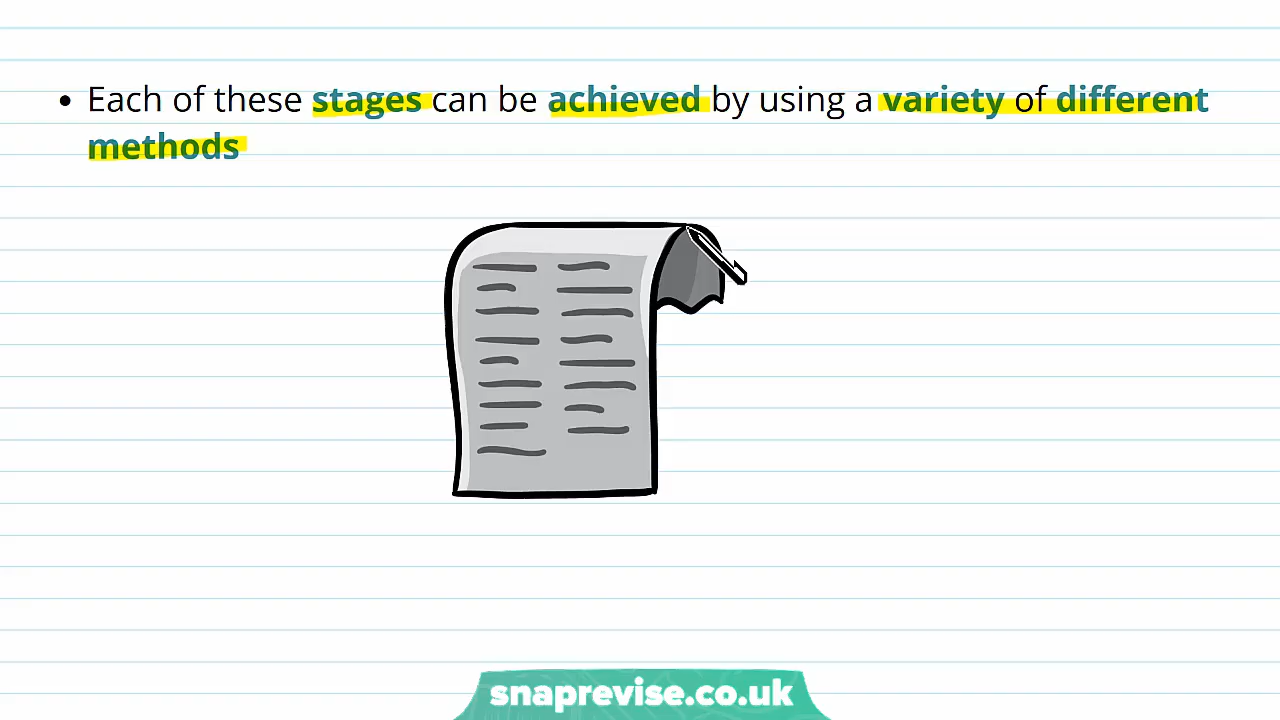 • Each of these stages can be achieved by using a variety of different
methods
snaprevise.co.uk